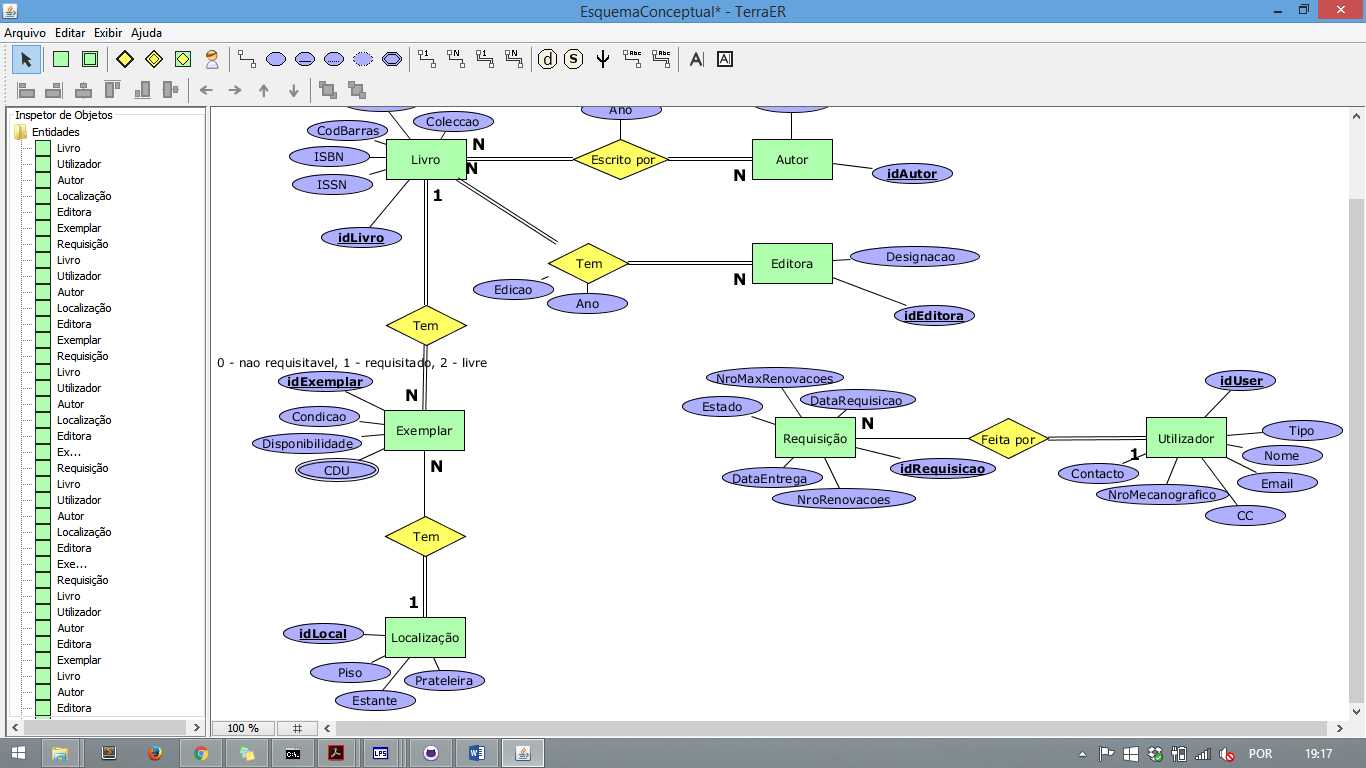 EsquemaConceptual* - TerraER
Arquivo Editar Exibir Ajuda
1 N 1 N d S Abc Abc A A
Inspetor de Objetos
Entidades
Livro
Utilizador
Autor
Localização
Editora
Exemplar
Requisição
Livro
Utilizador
Autor
Localização
Editora
Exemplar
Requisição
Livro
Utilizador
Autor
Localização
Editora
Ex...
Requisição
Livro
Utilizador
Autor
Localização
Editora
Exe...
Requisição
Livro
Utilizador
Autor
Editora
Exemplar
Livro
Autor
Editora
Ano
Coleccao
CodBarras
ISBN
ISSN
idLivro
Livro
N
N
1
Escrito por
N
Autor
idAutor
Tem
Edicao
Ano
N
Editora
Designacao
idEditora
Tem
0 - nao requisitavel, 1 - requisitado, 2 - livre
idExemplar
N
Condicao
Disponibilidade
CDU
Exemplar
N
Tem
1
idLocal
Localização
Piso
Prateleira
Estante
NroMaxRenovacoes
DataRequisicao
Estado
N
Requisição
idRequisicao
DataEntrega
NroRenovacoes
Feita por
idUser
1
Utilizador
Tipo
Nome
Email
Contacto
NroMecanografico
CC
100 %
POR 19:17